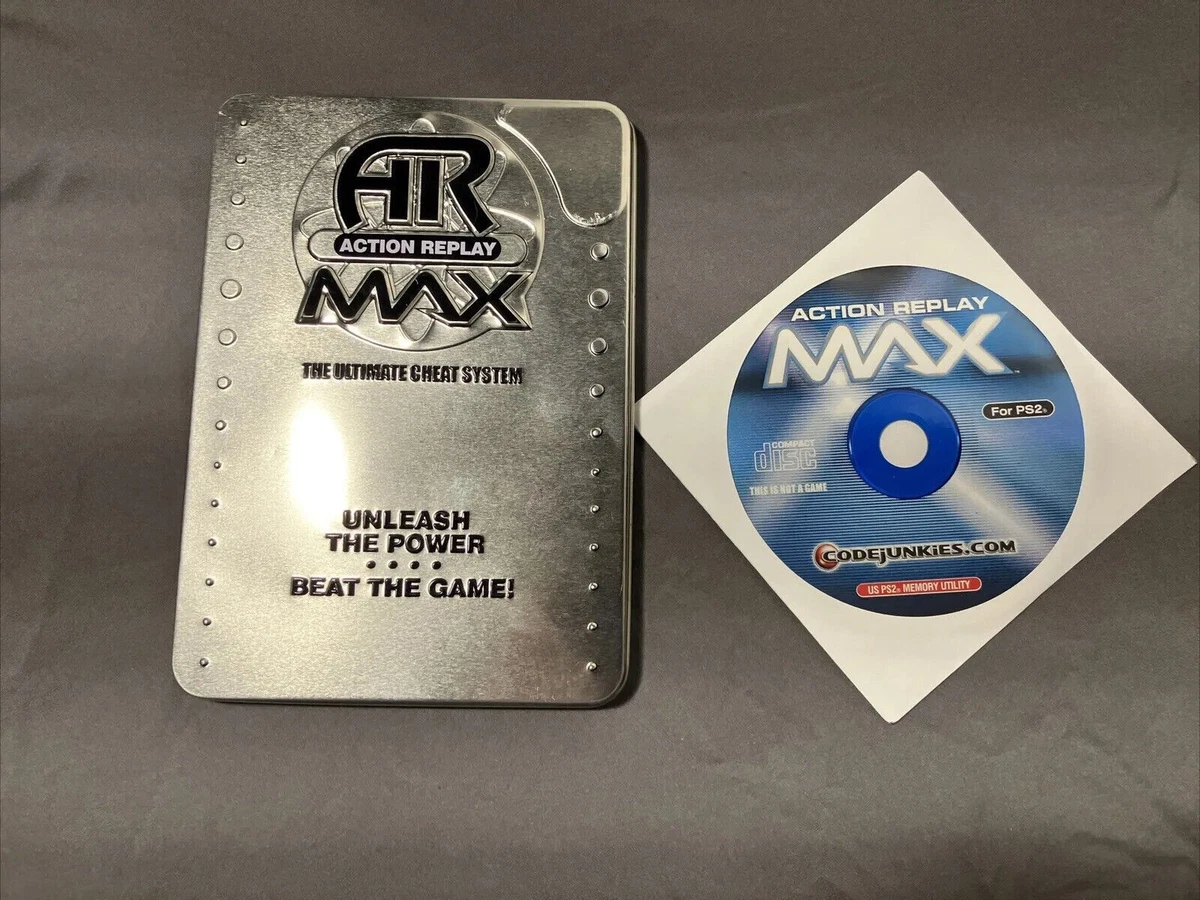 AR
ACTION REPLAY
MAX
THE ULTIMATE CHEAT SYSTEM
UNLEASH
THE POWER
BEAT THE GAME!
ACTION REPLAY
MAX™
For PS2®
COMPACT
disc
THIS IS NOT A GAME
CODEJUNKIES.COM
US PS2® MEMORY UTILITY